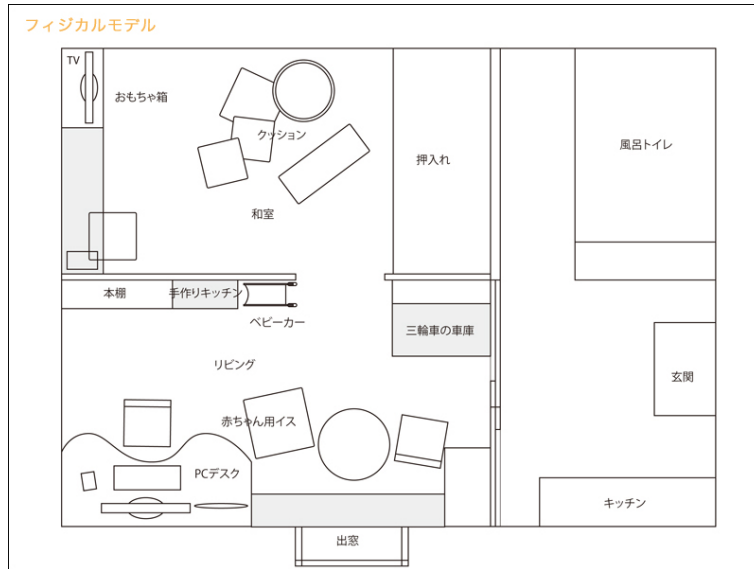 フィジカルモデル
TV
おもちゃ箱
クッション
押入れ
風呂トイレ
和室
本棚
手作りキッチン
ベビーカー
三輪車の車庫
リビング
玄関
赤ちゃん用イス
PCデスク
キッチン
出窓